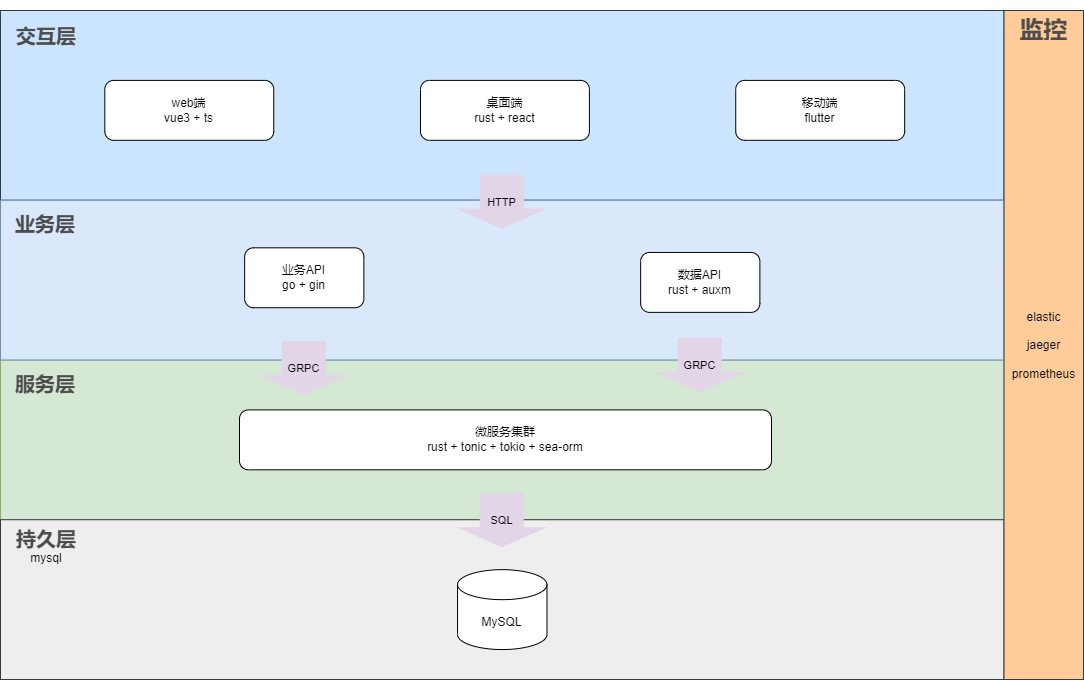 交互层
监控
web端
vue3 + ts
桌面端
rust + react
移动端
flutter
HTTP
业务层
业务API
go + gin
数据API
rust + auxm
GRPC
GRPC
服务层
微服务集群
rust + tonic + tokio + sea-orm
SQL
持久层
mysql
MySQL
elastic
jaeger
prometheus